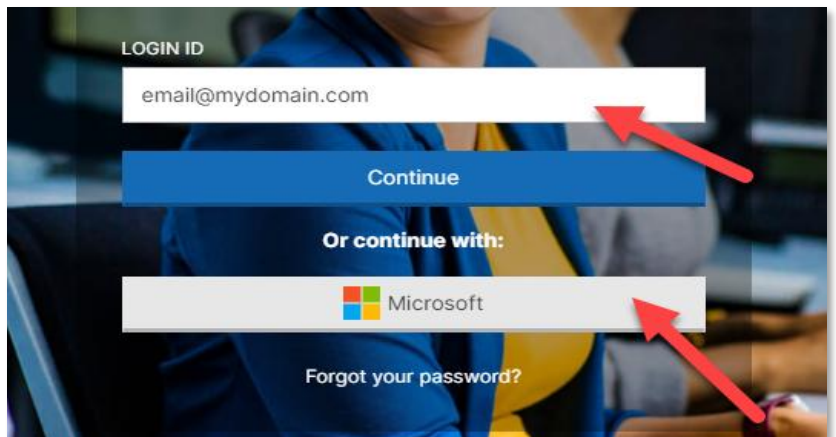 LOGIN ID
email@mydomain.com
Continue
Or continue with:
Microsoft
Forgot your password?